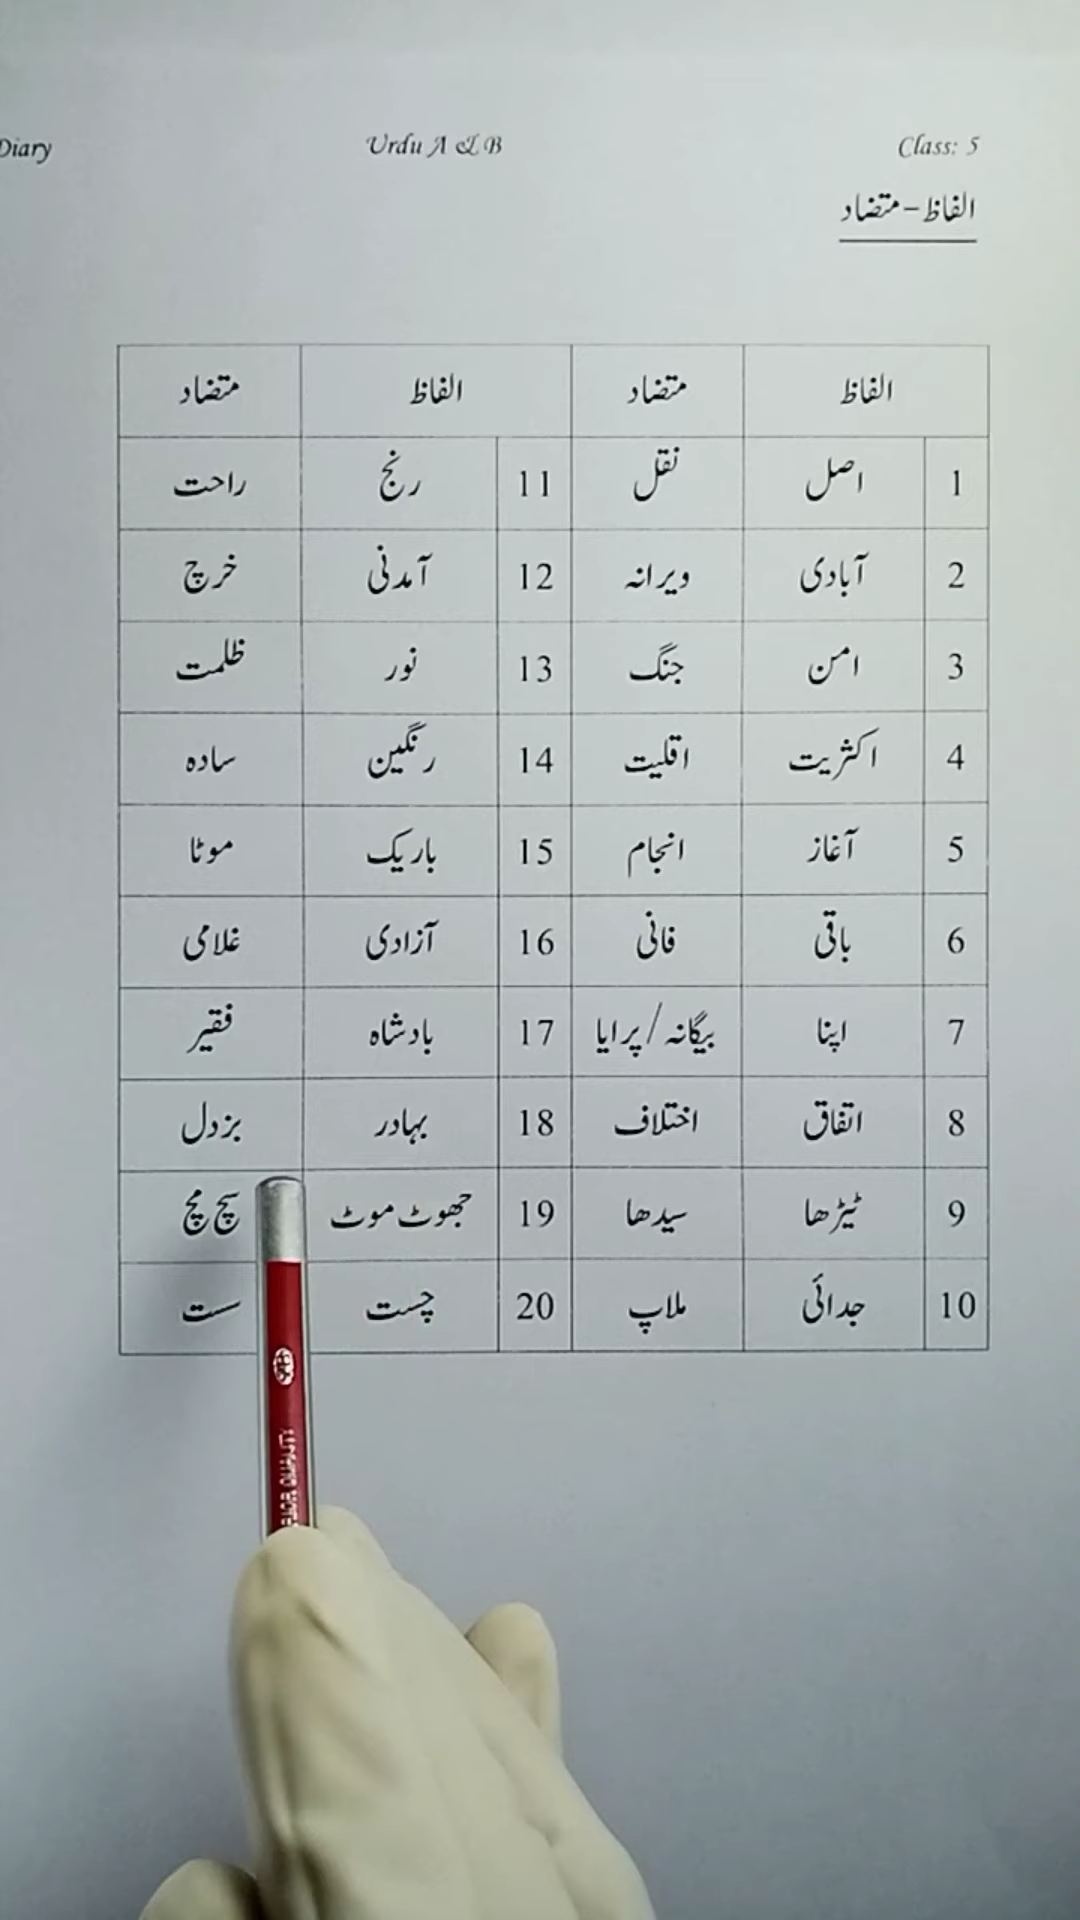 Diary Urdu A & B Class: 5
الفاظ - متضاد
الفاظ متضاد الفاظ متضاد
1 اصل نقل 11 رنج راحت
2 آبادی ویرانہ 12 آمدنی خرچ
3 امن جنگ 13 نور ظلمت
4 اکثریت اقلیت 14 رنگین سادہ
5 آغاز انجام 15 باریک موٹا
6 باقی فانی 16 آزادی غلامی
7 اپنا بیگانہ/پرایا 17 بادشاہ فقیر
8 اتفاق اختلاف 18 بہادر بزدل
9 ٹیڑھا سیدھا 19 جھوٹ موٹ سچ مچ
10 جدائی ملاپ 20 چست ست
QUALITY